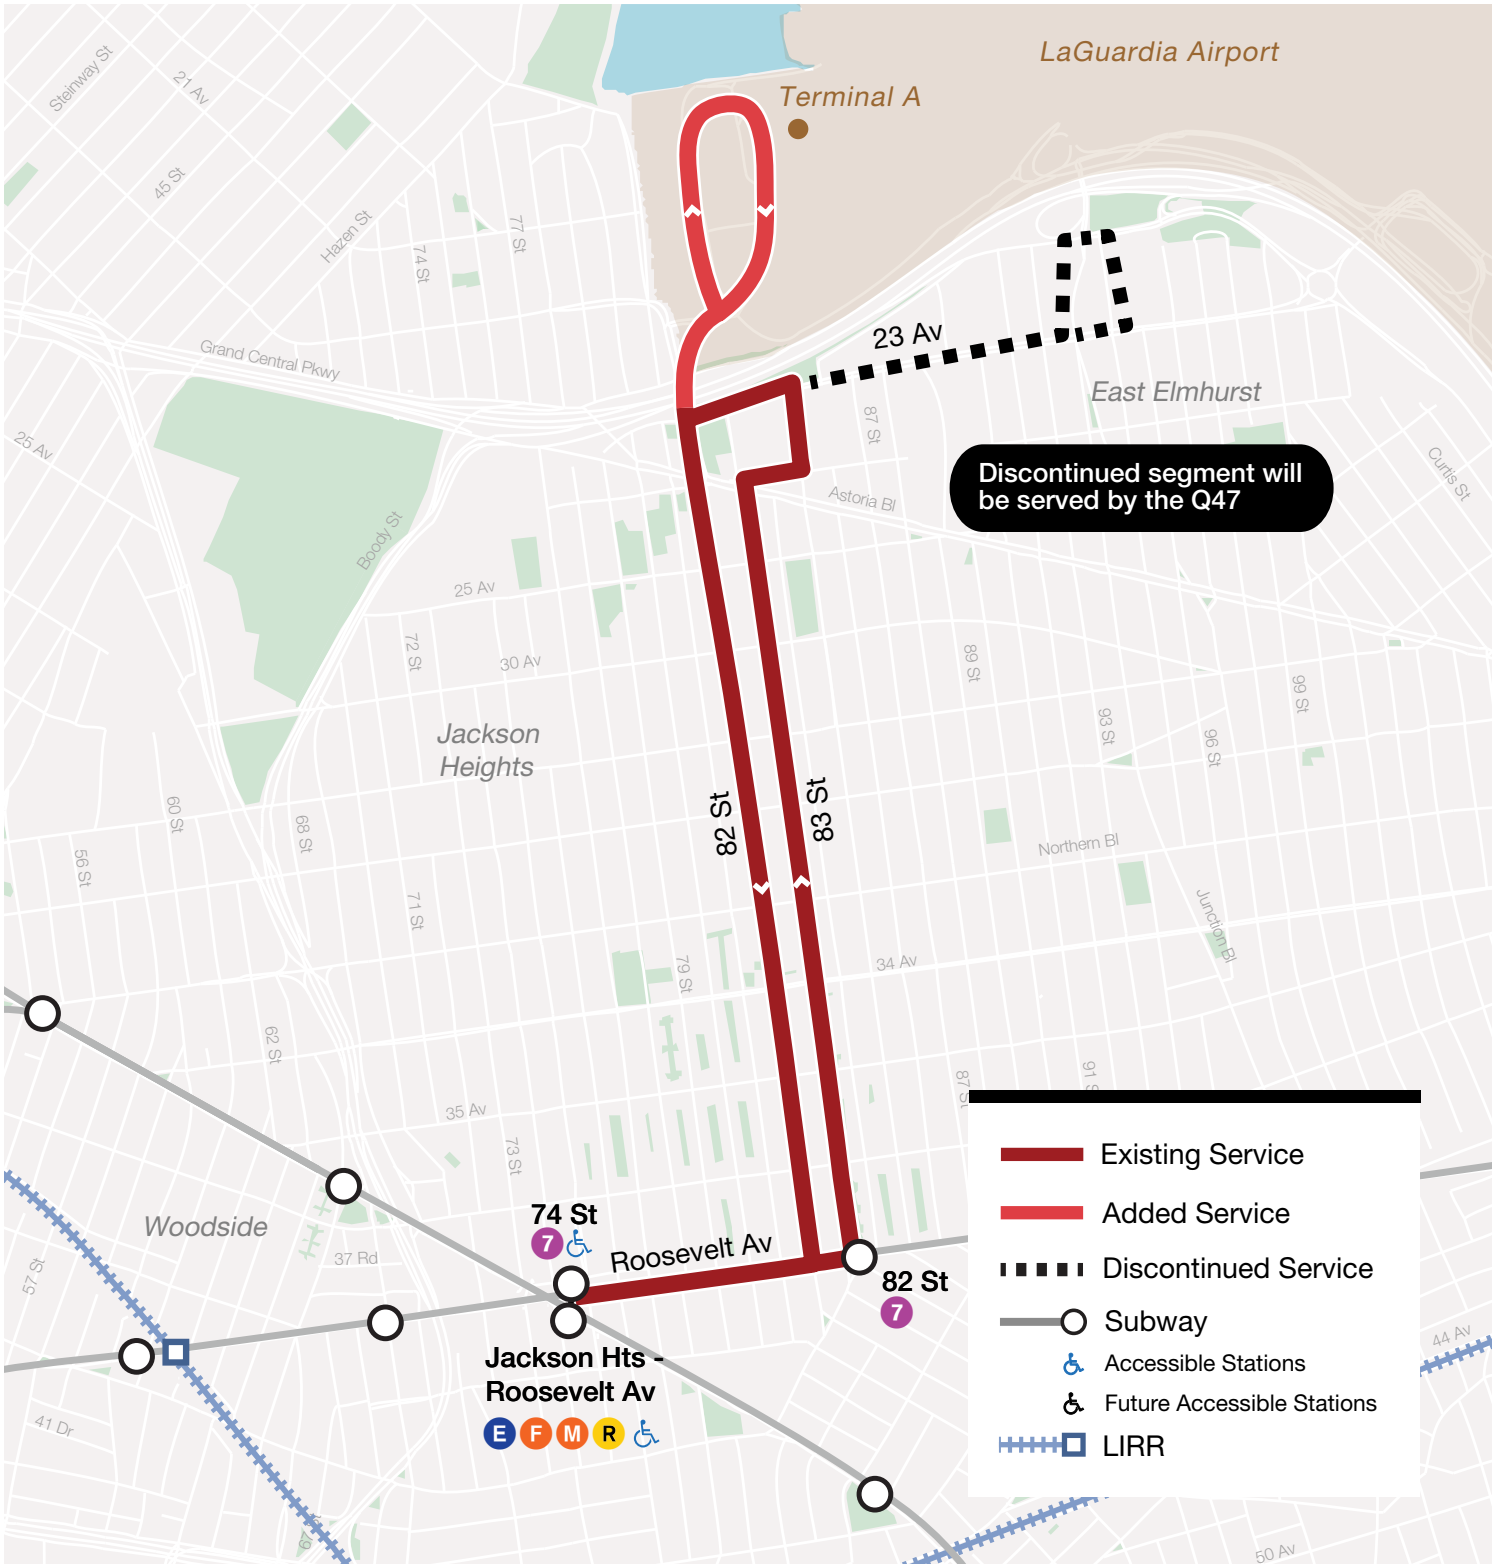 LaGuardia Airport
Terminal A
Steinway St
21 Av
45 St
Hazen St
74 St
77 St
Grand Central Pkwy
23 Av
East Elmhurst
25 Av
87 St
Curtis St
Discontinued segment will
be served by the Q47
Astoria Bl
Boody St
25 Av
72 St
30 Av
89 St
99 St
93 St
96 St
Jackson
Heights
60 St
68 St
82 St
83 St
56 St
Northern Bl
71 St
Junction Bl
79 St
34 Av
62 St
87 St
91 S
35 Av
73 St
Existing Service
Added Service
Discontinued Service
Subway
Accessible Stations
Future Accessible Stations
LIRR
Woodside
74 St
7
Roosevelt Av
37 Rd
57 St
82 St
7
44 Av
Jackson Hts -
Roosevelt Av
E F M R
41 Dr
50 Av